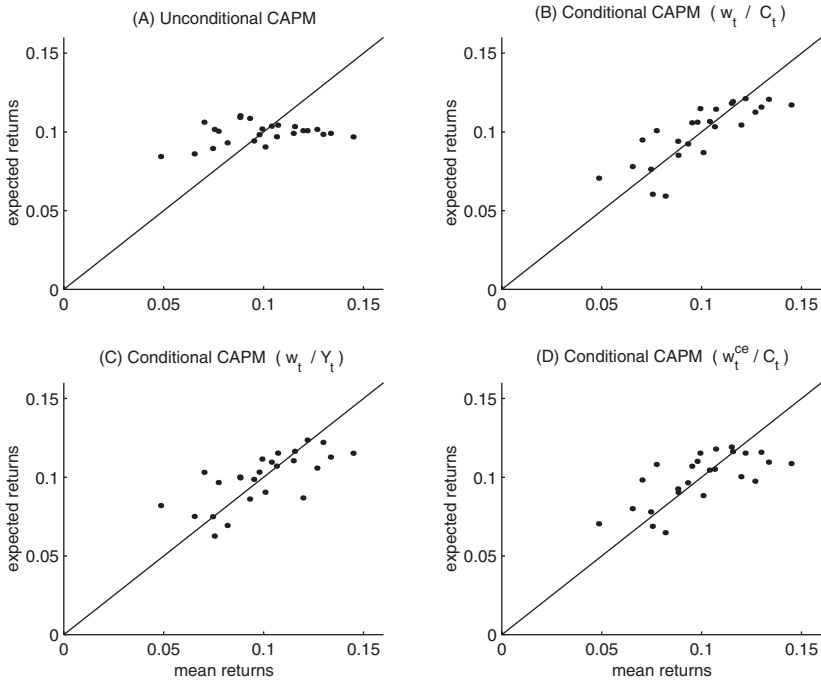 (A) Unconditional CAPM
0.15
0.1
0.05
0
expected returns
0 0.05 0.1 0.15
(B) Conditional CAPM ( w_t / C_t )
0.15
0.1
0.05
0
expected returns
0 0.05 0.1 0.15
(C) Conditional CAPM ( w_t / Y_t )
0.15
0.1
0.05
0
expected returns
0 0.05 0.1 0.15
mean returns
(D) Conditional CAPM ( w_t^ce / C_t )
0.15
0.1
0.05
0
expected returns
0 0.05 0.1 0.15
mean returns